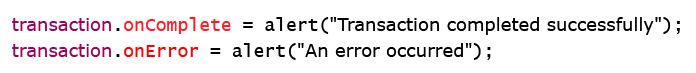 transaction.onComplete = alert("Transaction completed successfully");
transaction.onError = alert("An error occurred");